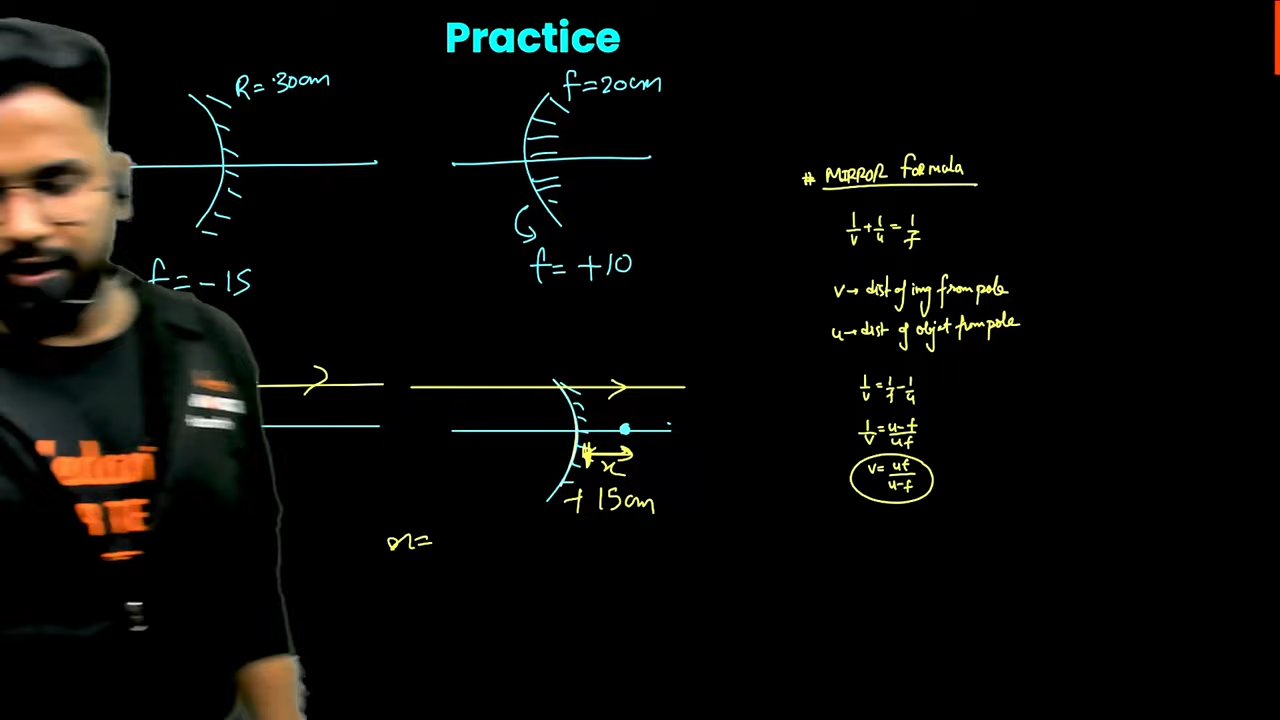 Practice
R= 30cm
f=20cm
f= -15
f= +10
# MIRROR formula
1/v + 1/u = 1/f
v→ dist of img from pole
u→ dist of objet from pole
1/v = 1/f - 1/u
1/v = u-f/uf
v= uf/u-f
x
+ 15cm
x=